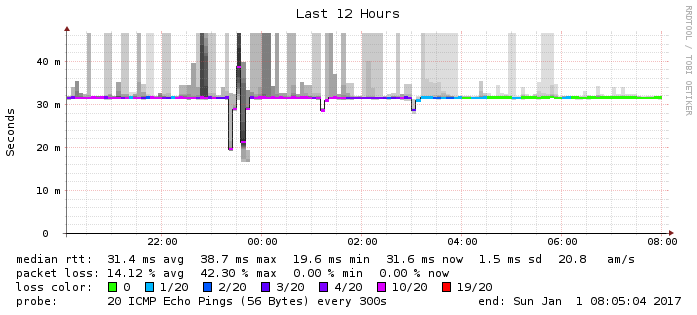 Last 12 Hours
RRDTOOL / TOBI OETIKER
Seconds
40 m
30 m
20 m
10 m
0
22:00 00:00 02:00 04:00 06:00 08:00
median rtt: 31.4 ms avg 38.7 ms max 19.6 ms min 31.6 ms now 1.5 ms sd 20.8 am/s
packet loss: 14.12 % avg 42.30 % max 0.00 % min 0.00 % now
loss color: 0 1/20 2/20 3/20 4/20 10/20 19/20
probe: 20 ICMP Echo Pings (56 Bytes) every 300s end: Sun Jan 1 08:05:04 2017